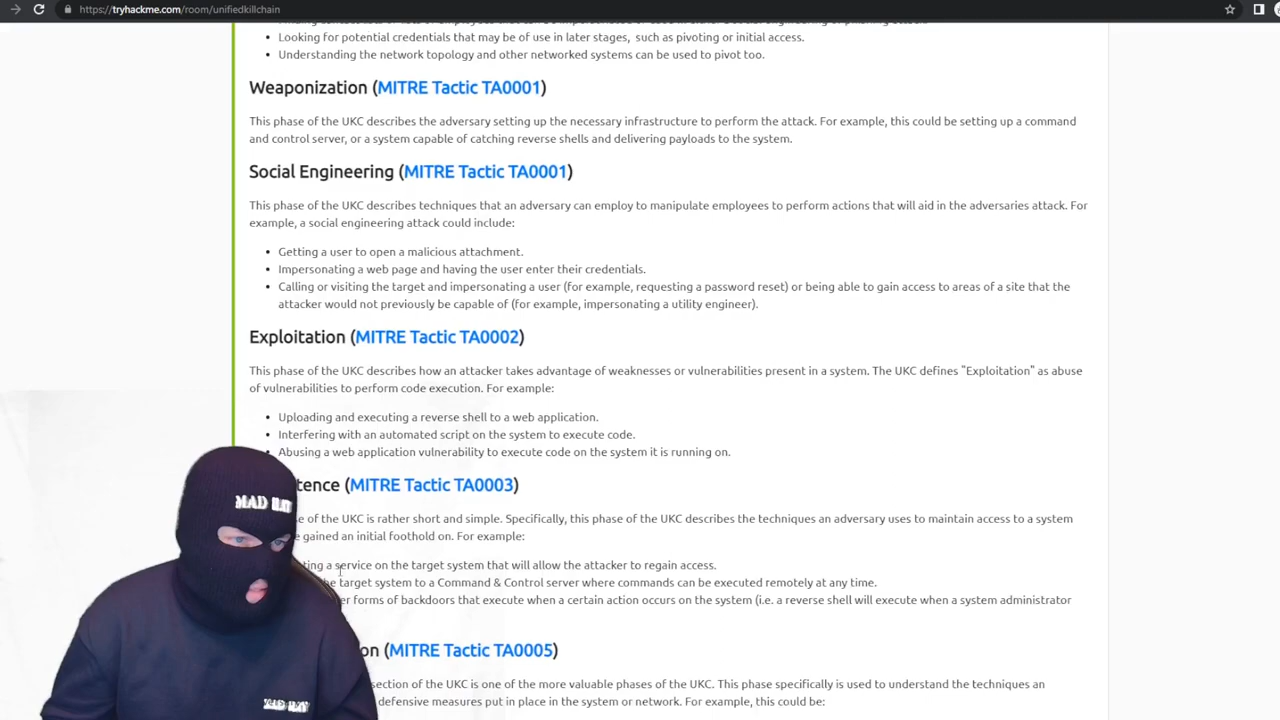 https://tryhackme.com/room/unifiedkillchain
Looking for potential credentials that may be of use in later stages, such as pivoting or initial access.
Understanding the network topology and other networked systems can be used to pivot too.
Weaponization (MITRE Tactic TA0001)
This phase of the UKC describes the adversary setting up the necessary infrastructure to perform the attack. For example, this could be setting up a command
and control server, or a system capable of catching reverse shells and delivering payloads to the system.
Social Engineering (MITRE Tactic TA0001)
This phase of the UKC describes techniques that an adversary can employ to manipulate employees to perform actions that will aid in the adversaries attack. For
example, a social engineering attack could include:
Getting a user to open a malicious attachment.
Impersonating a web page and having the user enter their credentials.
Calling or visiting the target and impersonating a user (for example, requesting a password reset) or being able to gain access to areas of a site that the
attacker would not previously be capable of (for example, impersonating a utility engineer).
Exploitation (MITRE Tactic TA0002)
This phase of the UKC describes how an attacker takes advantage of weaknesses or vulnerabilities present in a system. The UKC defines "Exploitation" as abuse
of vulnerabilities to perform code execution. For example:
Uploading and executing a reverse shell to a web application.
Interfering with an automated script on the system to execute code.
Abusing a web application vulnerability to execute code on the system it is running on.
tence (MITRE Tactic TA0003)
of the UKC is rather short and simple. Specifically, this phase of the UKC describes the techniques an adversary uses to maintain access to a system
gained an initial foothold on. For example:
ting a service on the target system that will allow the attacker to regain access.
the target system to a Command & Control server where commands can be executed remotely at any time.
forms of backdoors that execute when a certain action occurs on the system (i.e. a reverse shell will execute when a system administrator
on (MITRE Tactic TA0005)
section of the UKC is one of the more valuable phases of the UKC. This phase specifically is used to understand the techniques an
defensive measures put in place in the system or network. For example, this could be:
MAD